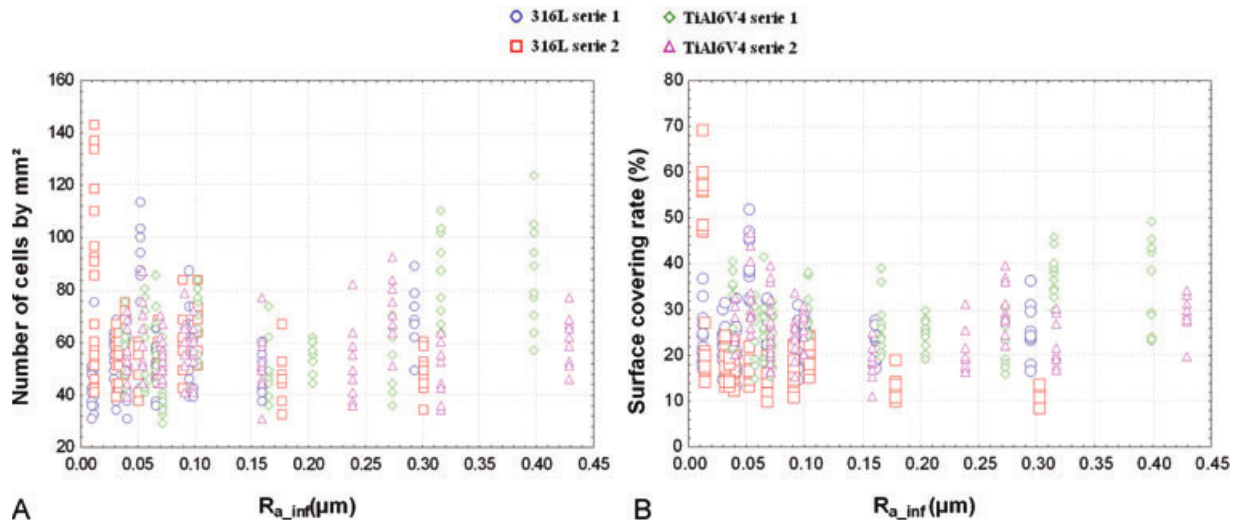 316L serie 1
TiAl6V4 serie 1
316L serie 2
TiAl6V4 serie 2
160
140
120
100
80
60
40
20
Number of cells by mm²
0.00 0.05 0.10 0.15 0.20 0.25 0.30 0.35 0.40 0.45
A
Ra_inf(µm)
80
70
60
50
40
30
20
10
0
Surface covering rate (%)
0.00 0.05 0.10 0.15 0.20 0.25 0.30 0.35 0.40 0.45
B
Ra_inf(µm)